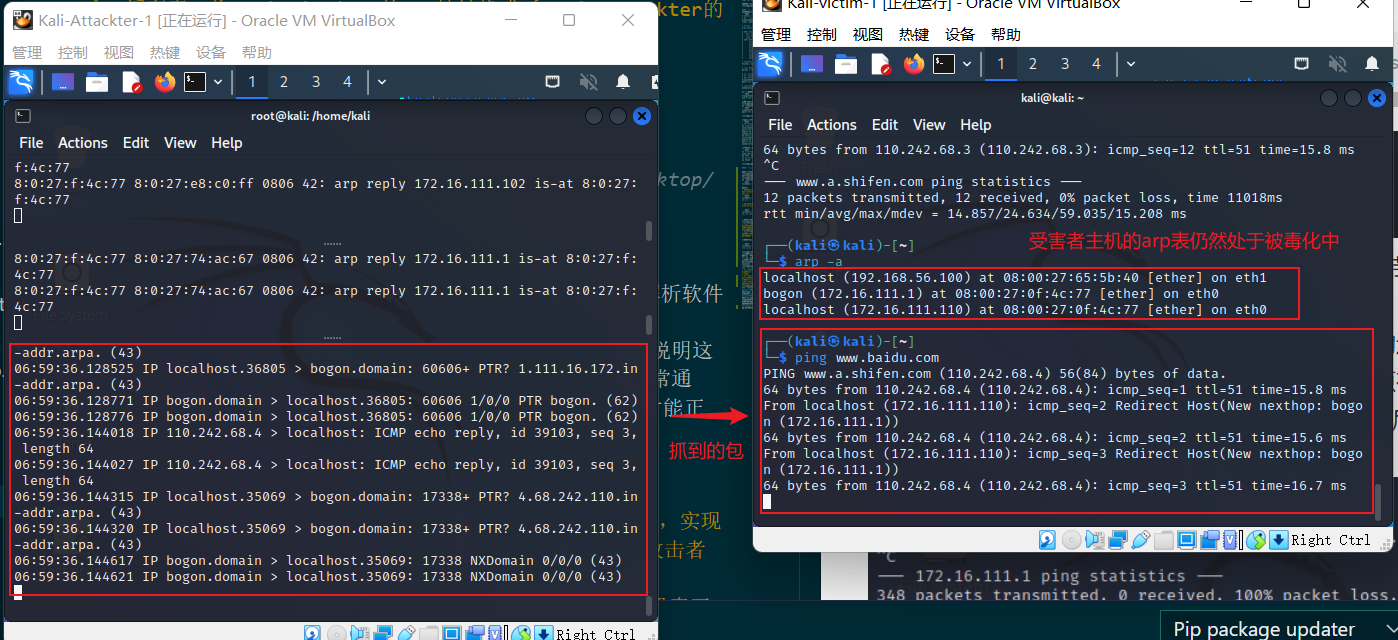 ckter的
Kali-Attackter-1 [正在运行] - Oracle VM VirtualBox
管理 控制 视图 热键 设备 帮助
1 2 3 4
root@kali: /home/kali
File Actions Edit View Help
f:4c:77
8:0:27:f:4c:77 8:0:27:e8:c0:ff 0806 42: arp reply 172.16.111.102 is-at 8:0:27:
f:4c:77
8:0:27:f:4c:77 8:0:27:74:ac:67 0806 42: arp reply 172.16.111.1 is-at 8:0:27:f:
4c:77
8:0:27:f:4c:77 8:0:27:74:ac:67 0806 42: arp reply 172.16.111.1 is-at 8:0:27:f:
4c:77
File System
-addr.arpa. (43)
06:59:36.128525 IP localhost.36805 > bogon.domain: 60606+ PTR? 1.111.16.172.in
-addr.arpa. (43)
06:59:36.128771 IP bogon.domain > localhost.36805: 60606 1/0/0 PTR bogon. (62)
06:59:36.128776 IP bogon.domain > localhost.36805: 60606 1/0/0 PTR bogon. (62)
06:59:36.144018 IP 110.242.68.4 > localhost: ICMP echo reply, id 39103, seq 3,
length 64
06:59:36.144027 IP 110.242.68.4 > localhost: ICMP echo reply, id 39103, seq 3,
length 64
06:59:36.144315 IP localhost.35069 > bogon.domain: 17338+ PTR? 4.68.242.110.in
-addr.arpa. (43)
06:59:36.144320 IP localhost.35069 > bogon.domain: 17338+ PTR? 4.68.242.110.in
-addr.arpa. (43)
06:59:36.144617 IP bogon.domain > localhost.35069: 17338 NXDomain 0/0/0 (43)
06:59:36.144621 IP bogon.domain > localhost.35069: 17338 NXDomain 0/0/0 (43)
Right Ctrl
ktop/
析软件
说明这
常通
能正
抓到的包
，实现
攻击者
Kali-victim-1 [正在运行] - Oracle VM VirtualBox
管理 控制 视图 热键 设备 帮助
1 2 3 4
kali@kali: ~
File Actions Edit View Help
64 bytes from 110.242.68.3 (110.242.68.3): icmp_seq=12 ttl=51 time=15.8 ms
^C
--- www.a.shifen.com ping statistics ---
12 packets transmitted, 12 received, 0% packet loss, time 11018ms
rtt min/avg/max/mdev = 14.857/24.634/59.035/15.208 ms
受害者主机的arp表仍然处于被毒化中
┌──(kali㉿kali)-[~]
└─$ arp -a
localhost (192.168.56.100) at 08:00:27:65:5b:40 [ether] on eth1
bogon (172.16.111.1) at 08:00:27:0f:4c:77 [ether] on eth0
localhost (172.16.111.110) at 08:00:27:0f:4c:77 [ether] on eth0
┌──(kali㉿kali)-[~]
└─$ ping www.baidu.com
PING www.a.shifen.com (110.242.68.4) 56(84) bytes of data.
64 bytes from 110.242.68.4 (110.242.68.4): icmp_seq=1 ttl=51 time=15.8 ms
From localhost (172.16.111.110): icmp_seq=2 Redirect Host(New nexthop: bogo
n (172.16.111.1))
64 bytes from 110.242.68.4 (110.242.68.4): icmp_seq=2 ttl=51 time=15.6 ms
From localhost (172.16.111.110): icmp_seq=3 Redirect Host(New nexthop: bogo
n (172.16.111.1))
64 bytes from 110.242.68.4 (110.242.68.4): icmp_seq=3 ttl=51 time=16.7 ms
Right Ctrl
^C
--- 172.16.111.1 ping statistics ---
348 packets transmitted, 0 received, 100% packet loss,
Pip package updater